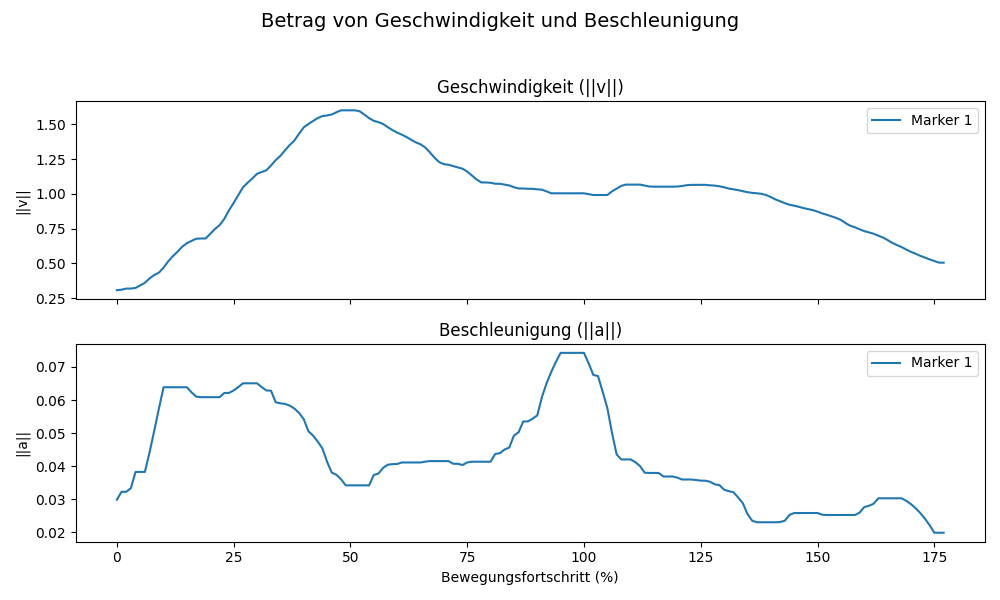 Betrag von Geschwindigkeit und Beschleunigung
Geschwindigkeit (||v||)
Marker 1
1.50
1.25
1.00
0.75
0.50
0.25
||v||
Beschleunigung (||a||)
Marker 1
0.07
0.06
0.05
0.04
0.03
0.02
||a||
0 25 50 75 100 125 150 175
Bewegungsfortschritt (%)